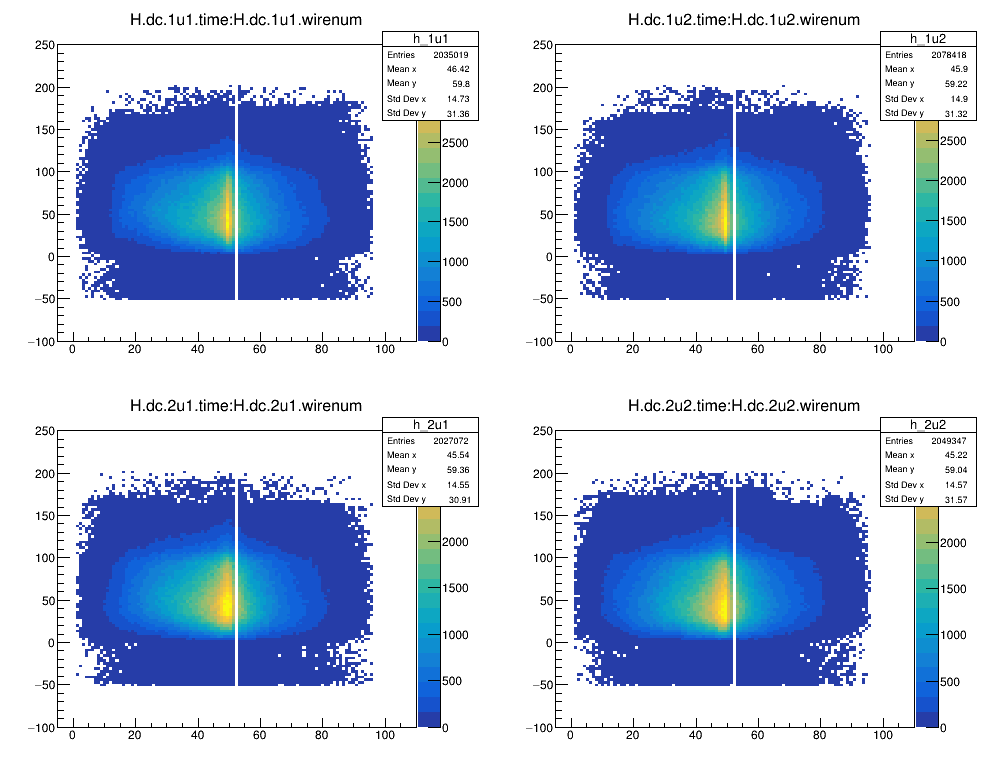 H.dc.1u1.time:H.dc.1u1.wirenum
h_1u1
Entries 2035019
Mean x 46.42
Mean y 59.8
Std Dev x 14.73
Std Dev y 31.36
250
200
150
100
50
0
−50
−100
0 20 40 60 80 100
2500
2000
1500
1000
500
0
H.dc.1u2.time:H.dc.1u2.wirenum
h_1u2
Entries 2078418
Mean x 45.9
Mean y 59.22
Std Dev x 14.9
Std Dev y 31.32
250
200
150
100
50
0
−50
−100
0 20 40 60 80 100
2500
2000
1500
1000
500
0
H.dc.2u1.time:H.dc.2u1.wirenum
h_2u1
Entries 2027072
Mean x 45.54
Mean y 59.36
Std Dev x 14.55
Std Dev y 30.91
250
200
150
100
50
0
−50
−100
0 20 40 60 80 100
2000
1500
1000
500
0
H.dc.2u2.time:H.dc.2u2.wirenum
h_2u2
Entries 2049347
Mean x 45.22
Mean y 59.04
Std Dev x 14.57
Std Dev y 31.57
250
200
150
100
50
0
−50
−100
0 20 40 60 80 100
2000
1500
1000
500
0